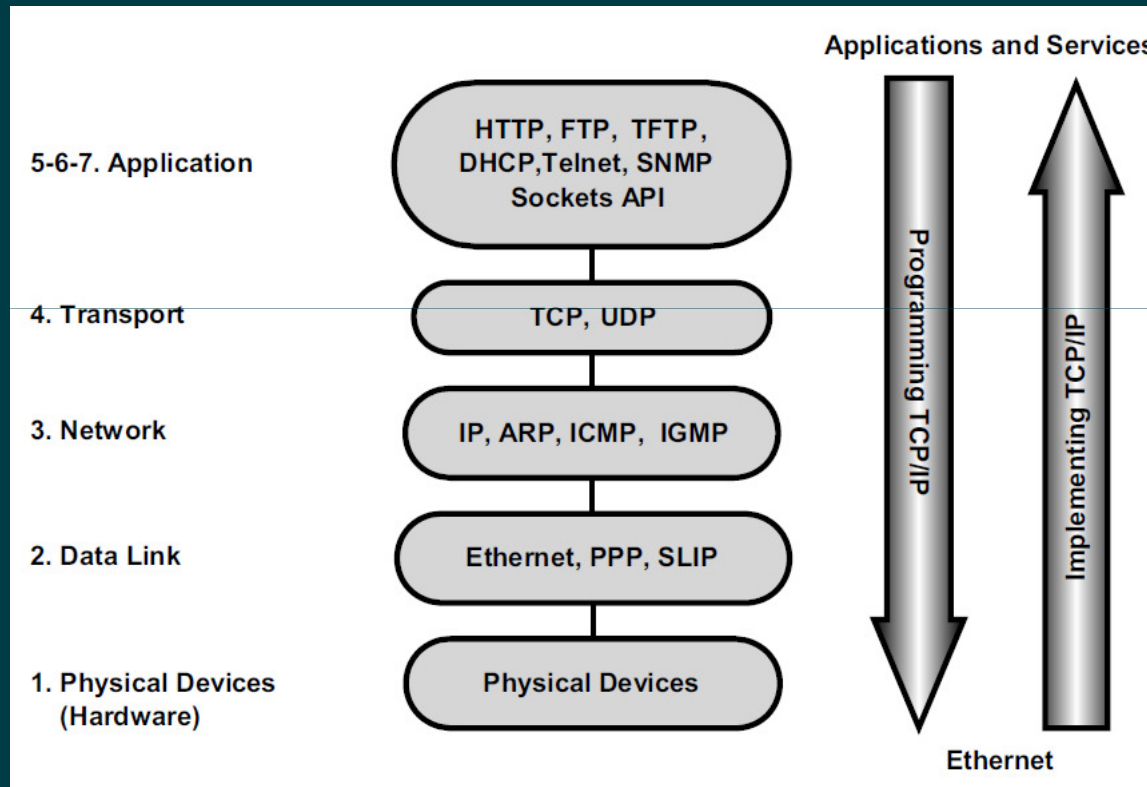 Applications and Services
5-6-7. Application
HTTP, FTP, TFTP,
DHCP,Telnet, SNMP
Sockets API
4. Transport
TCP, UDP
3. Network
IP, ARP, ICMP, IGMP
2. Data Link
Ethernet, PPP, SLIP
1. Physical Devices
(Hardware)
Physical Devices
Programming TCP/IP
Implementing TCP/IP
Ethernet